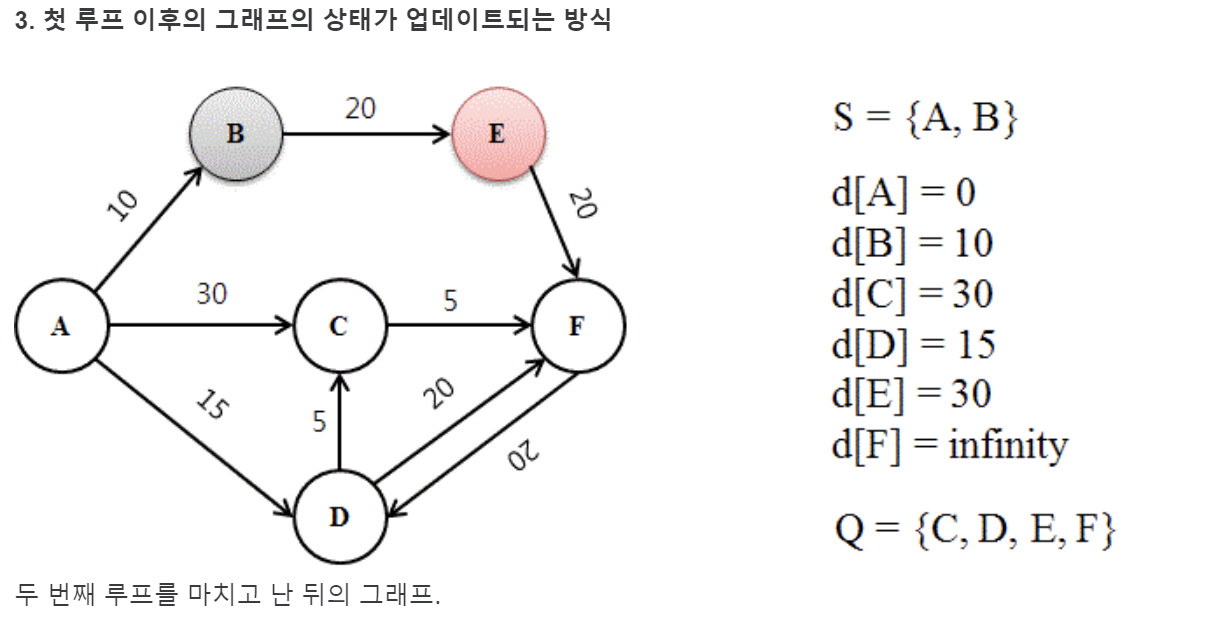 3. 첫 루프 이후의 그래프의 상태가 업데이트되는 방식
B
20
E
10
20
A
30
C
5
F
15
5
20
20
D
S = {A, B}
d[A] = 0
d[B] = 10
d[C] = 30
d[D] = 15
d[E] = 30
d[F] = infinity
Q = {C, D, E, F}
두 번째 루프를 마치고 난 뒤의 그래프.